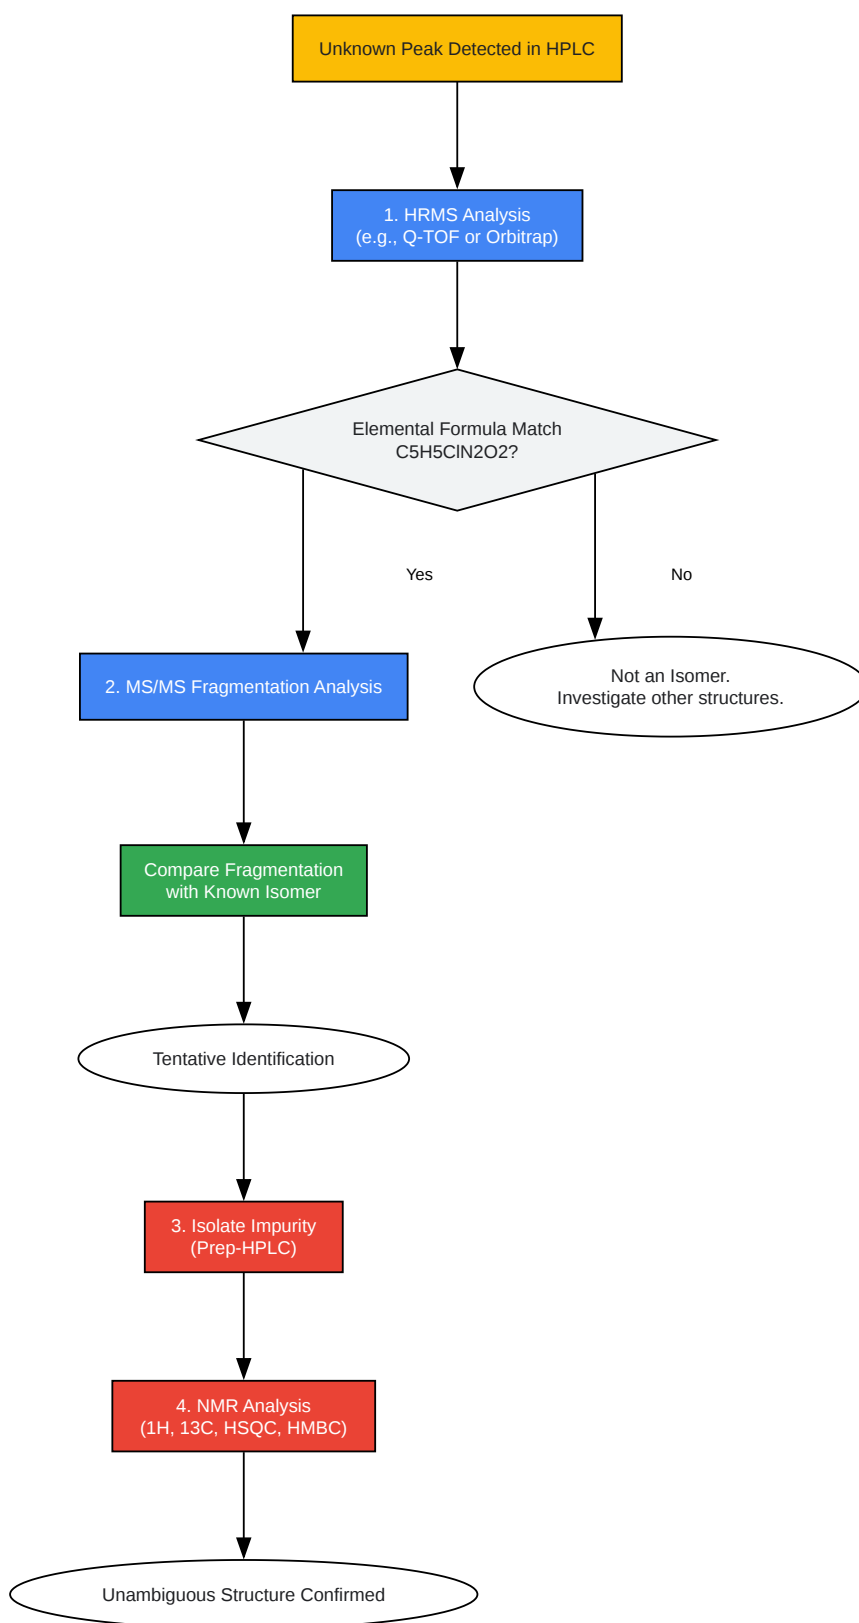 Unknown Peak Detected in HPLC
1. HRMS Analysis
(e.g., Q-TOF or Orbitrap)
Elemental Formula Match
C5H5ClN2O2?
Yes
No
2. MS/MS Fragmentation Analysis
Not an Isomer.
Investigate other structures.
Compare Fragmentation
with Known Isomer
Tentative Identification
3. Isolate Impurity
(Prep-HPLC)
4. NMR Analysis
(1H, 13C, HSQC, HMBC)
Unambiguous Structure Confirmed